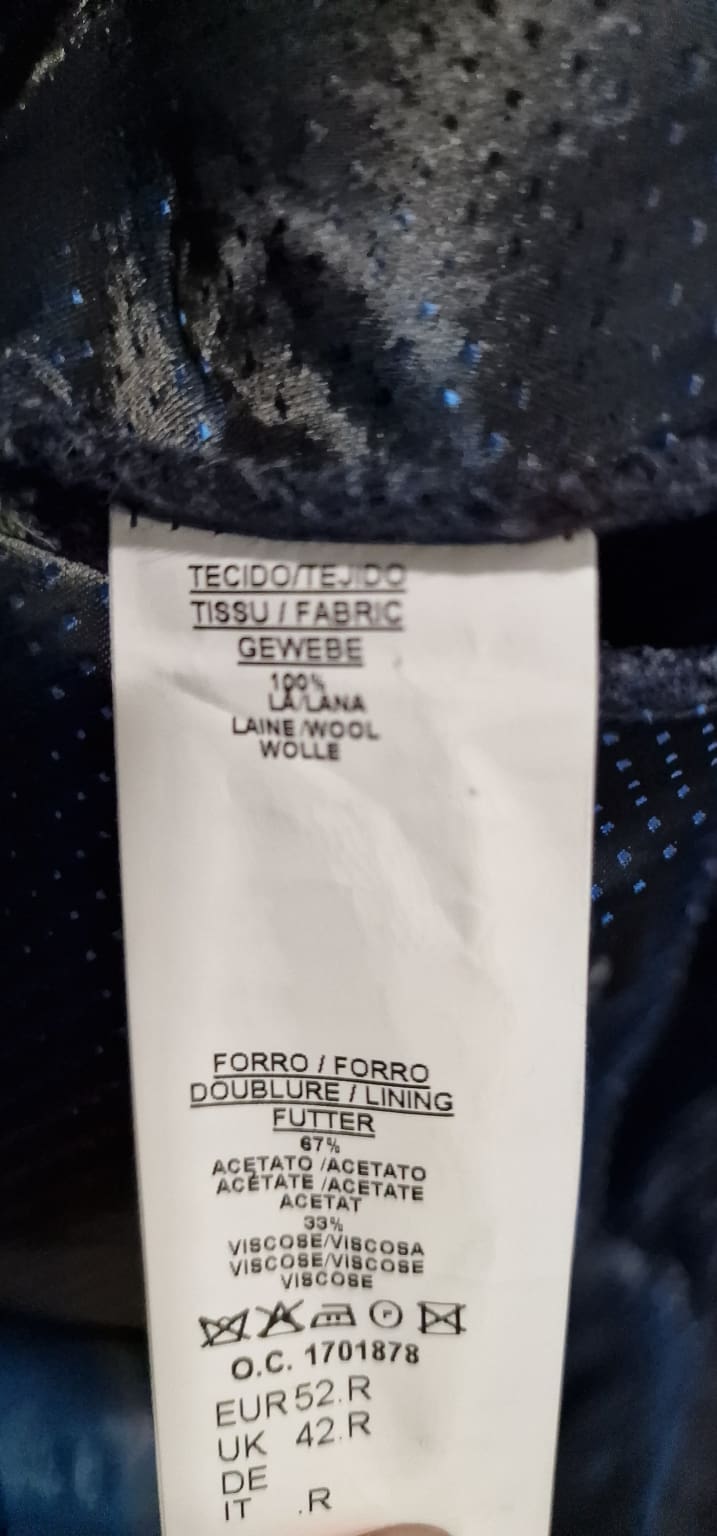 TECIDO/TEJIDO
TISSU / FABRIC
GEWEBE
100%
LÃ/LANA
LAINE/WOOL
WOLLE
FORRO / FORRO
DOUBLURE / LINING
FUTTER
67%
ACETATO /ACETATO
ACÉTATE /ACETATE
ACETAT
33%
VISCOSE/VISCOSA
VISCOSE/VISCOSE
VISCOSE
P
O.C. 1701878
EUR 52.R
UK 42.R
DE
IT .R